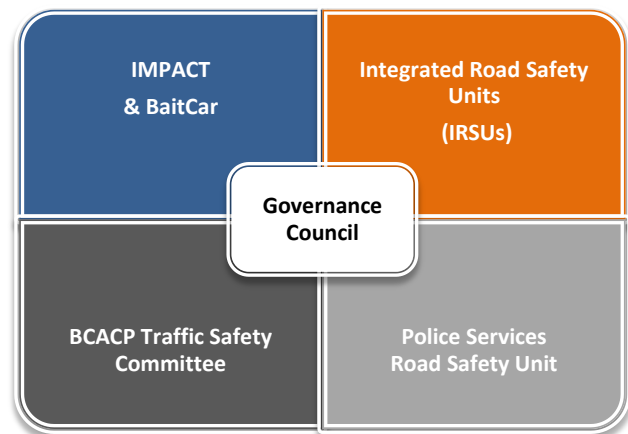 IMPACT
& BaitCar
Integrated Road Safety
Units
(IRSUs)
Governance
Council
BCACP Traffic Safety
Committee
Police Services
Road Safety Unit